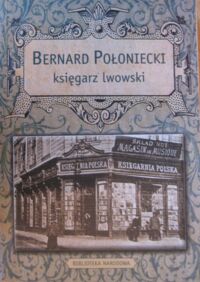 BERNARD POŁONIECKI
księgarz lwowski
SKŁAD NUT
MAGASIN DE MUSIQUE
KSIĘGARNIA POLSKA
KSIĘGARNIA POLSKA
BIBLIOTEKA NARODOWA